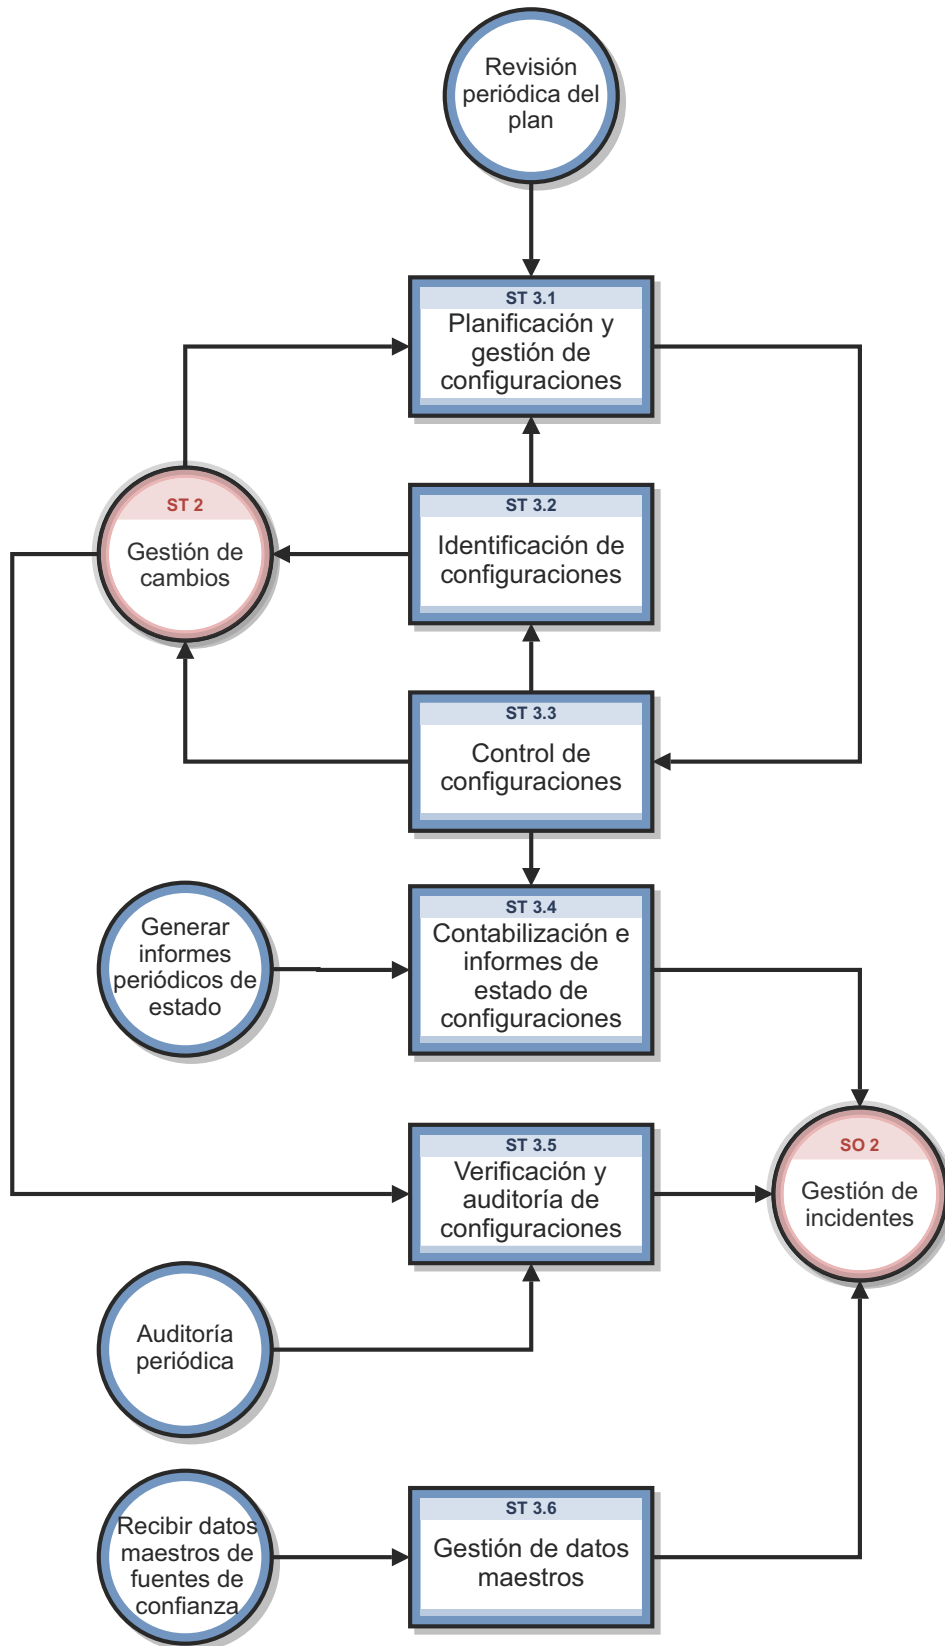 Revisión
periódica del
plan
ST 3.1
Planificación y
gestión de
configuraciones
ST 2
Gestión de
cambios
ST 3.2
Identificación de
configuraciones
ST 3.3
Control de
configuraciones
Generar
informes
periódicos de
estado
ST 3.4
Contabilización e
informes de
estado de
configuraciones
ST 3.5
Verificación y
auditoría de
configuraciones
SO 2
Gestión de
incidentes
Auditoría
periódica
Recibir datos
maestros de
fuentes de
confianza
ST 3.6
Gestión de datos
maestros